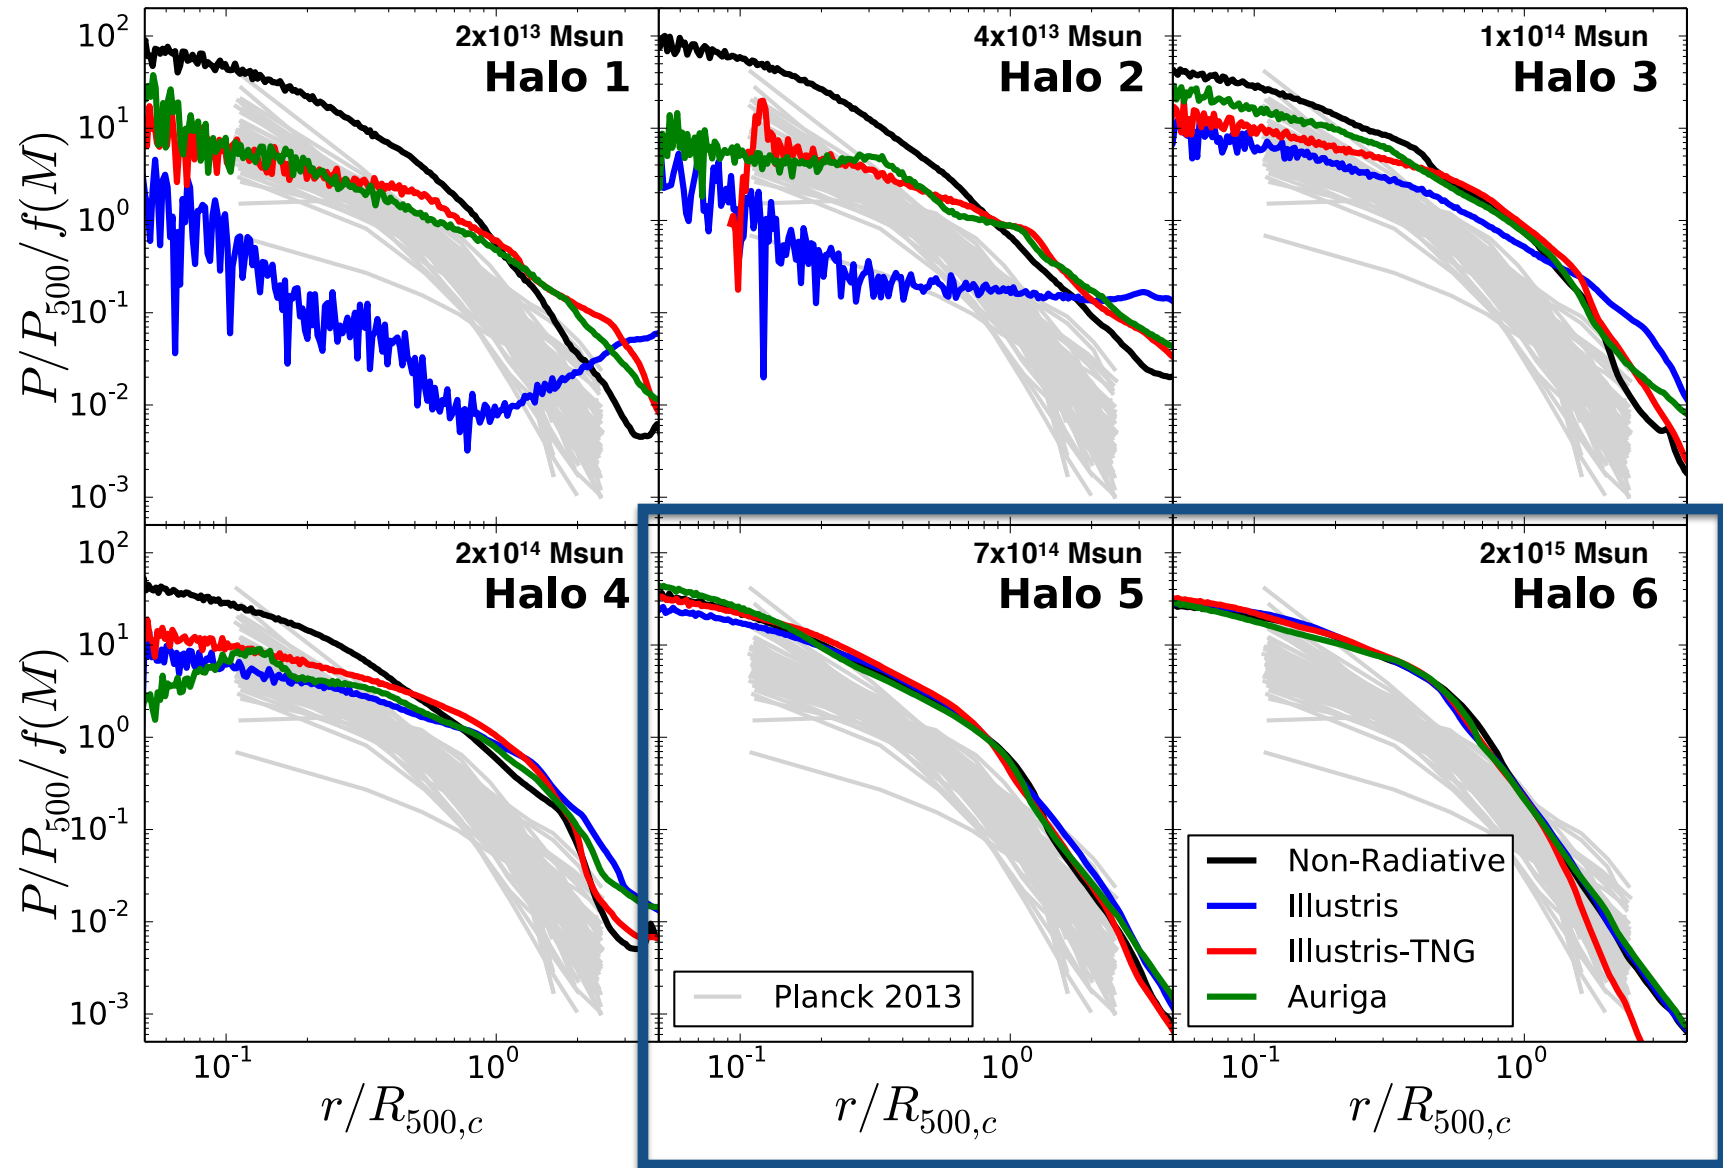 2x10¹³ Msun
Halo 1
4x10¹³ Msun
Halo 2
1x10¹⁴ Msun
Halo 3
10²
10¹
10⁰
10⁻¹
10⁻²
10⁻³
P/P₅₀₀/f(M)
2x10¹⁴ Msun
Halo 4
7x10¹⁴ Msun
Halo 5
2x10¹⁵ Msun
Halo 6
10²
10¹
10⁰
10⁻¹
10⁻²
10⁻³
P/P₅₀₀/f(M)
Planck 2013
Non-Radiative
Illustris
Illustris-TNG
Auriga
10⁻¹ 10⁰ 10⁻¹ 10⁰ 10⁻¹ 10⁰
r/R₅₀₀,c r/R₅₀₀,c r/R₅₀₀,c